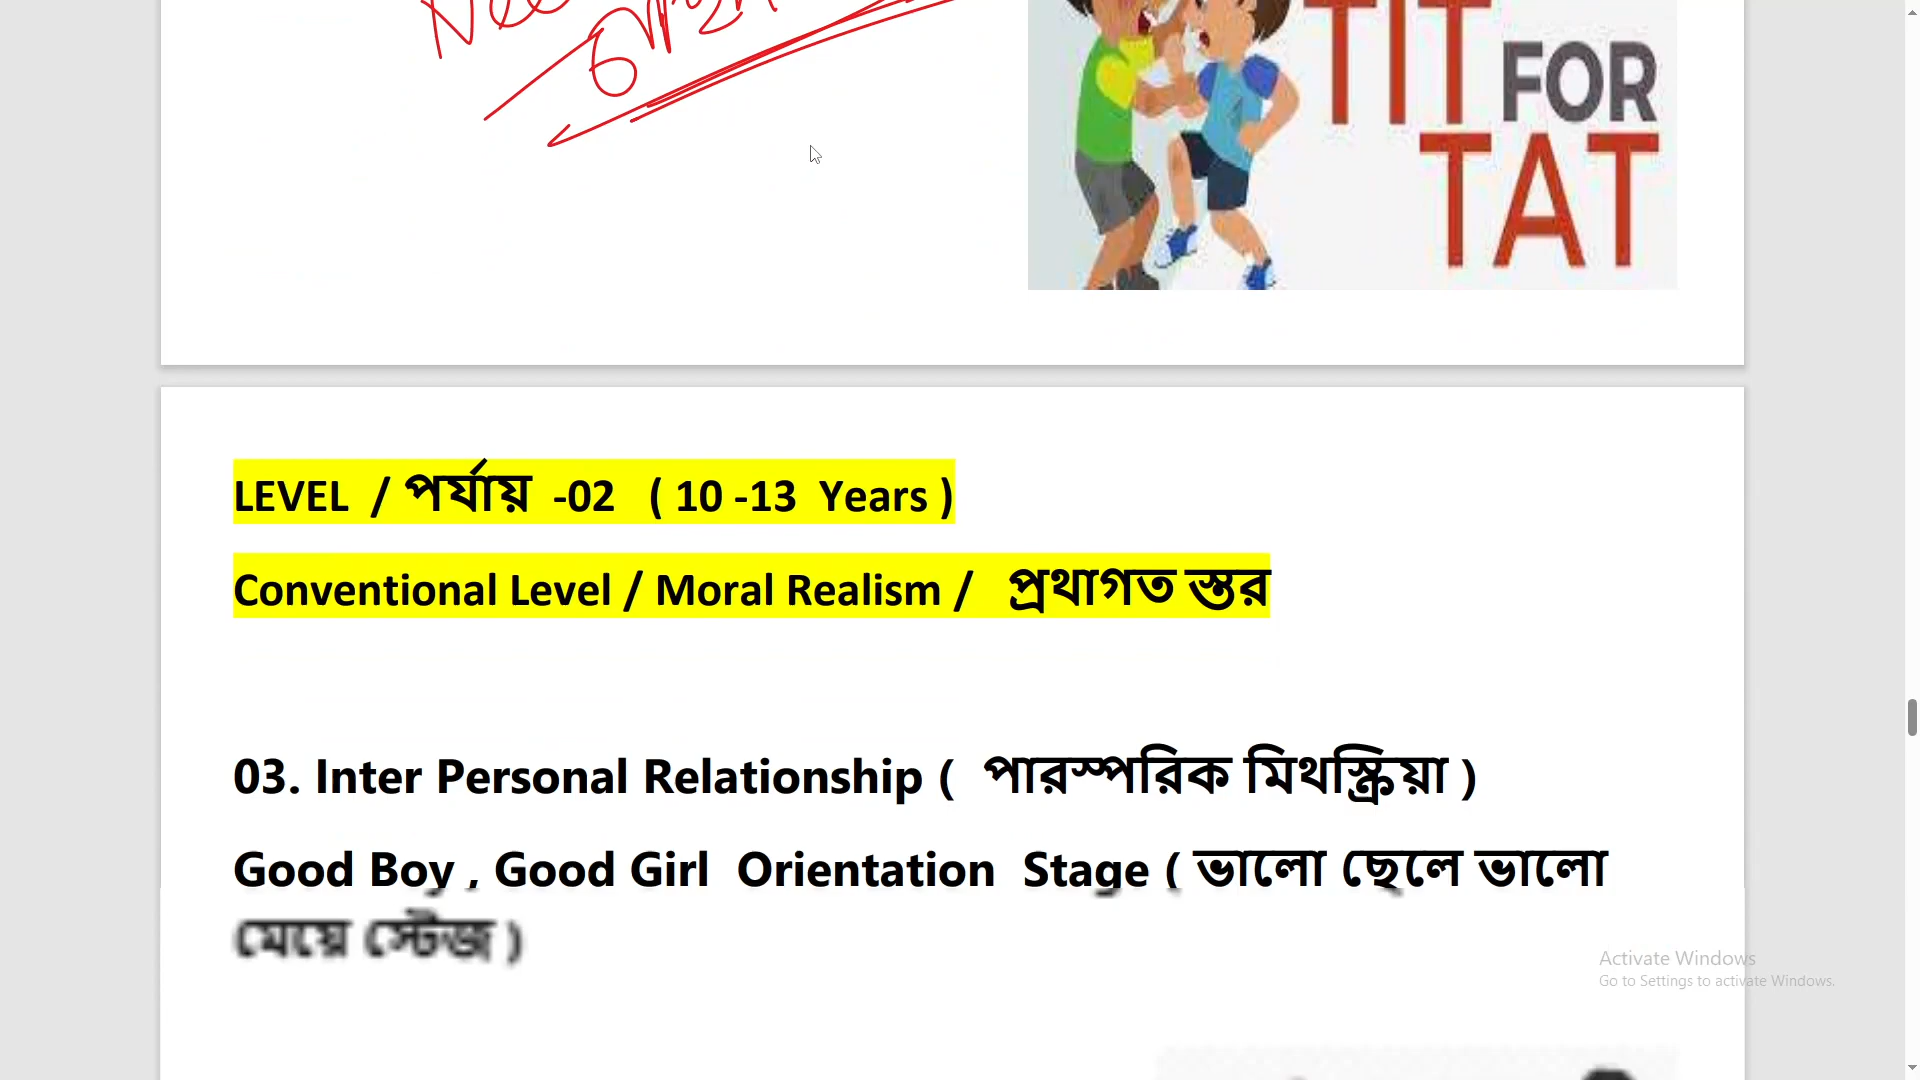 TIT FOR
TAT
LEVEL / পর্যায় -02 ( 10 -13 Years )
Conventional Level / Moral Realism / প্রথাগত স্তর
03. Inter Personal Relationship ( পারস্পরিক মিথস্ক্রিয়া )
Good Boy , Good Girl Orientation Stage ( ভালো ছেলে ভালো
মেয়ে স্টেজ )
Activate Windows
Go to Settings to activate Windows.